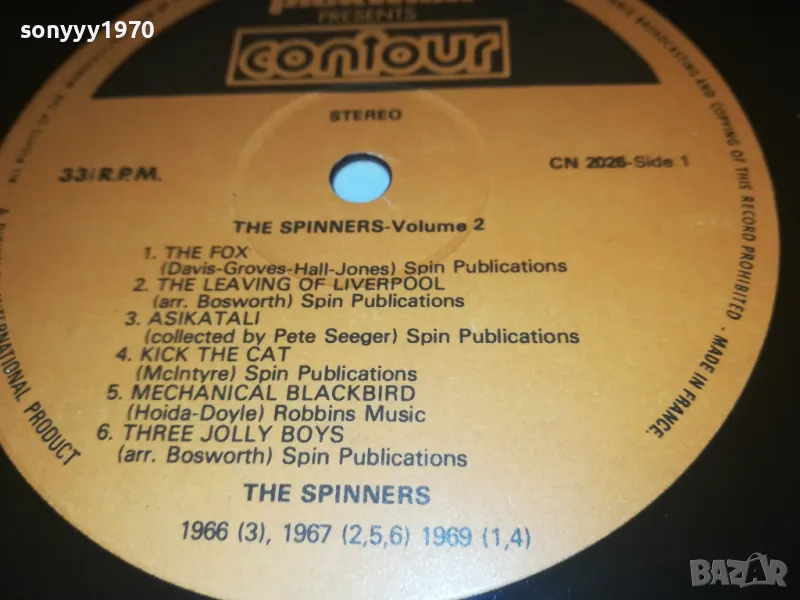 sonyyy1970
PRESENTS
contour
STEREO
33 1/3 R.P.M.
CN 2026-Side 1
THE SPINNERS-Volume 2
1. THE FOX
(Davis-Groves-Hall-Jones) Spin Publications
2. THE LEAVING OF LIVERPOOL
(arr. Bosworth) Spin Publications
3. ASIKATALI
(collected by Pete Seeger) Spin Publications
4. KICK THE CAT
(McIntyre) Spin Publications
5. MECHANICAL BLACKBIRD
(Hoida-Doyle) Robbins Music
6. THREE JOLLY BOYS
(arr. Bosworth) Spin Publications
THE SPINNERS
1966 (3), 1967 (2,5,6) 1969 (1,4)
BROADCASTING AND COPYING OF THIS RECORD PROHIBITED · MADE IN FRANCE.
INTERNATIONAL PRODUCT
BAZAR